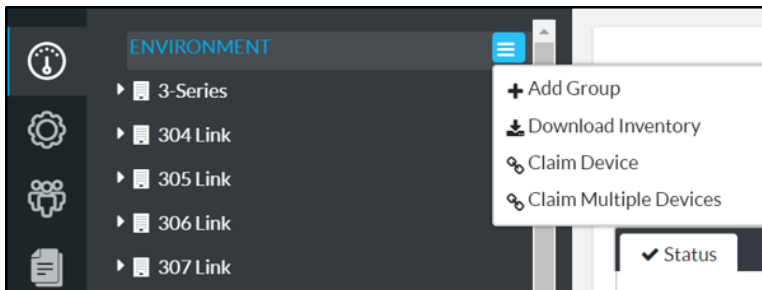 ENVIRONMENT
3-Series
304 Link
305 Link
306 Link
307 Link
Add Group
Download Inventory
Claim Device
Claim Multiple Devices
Status